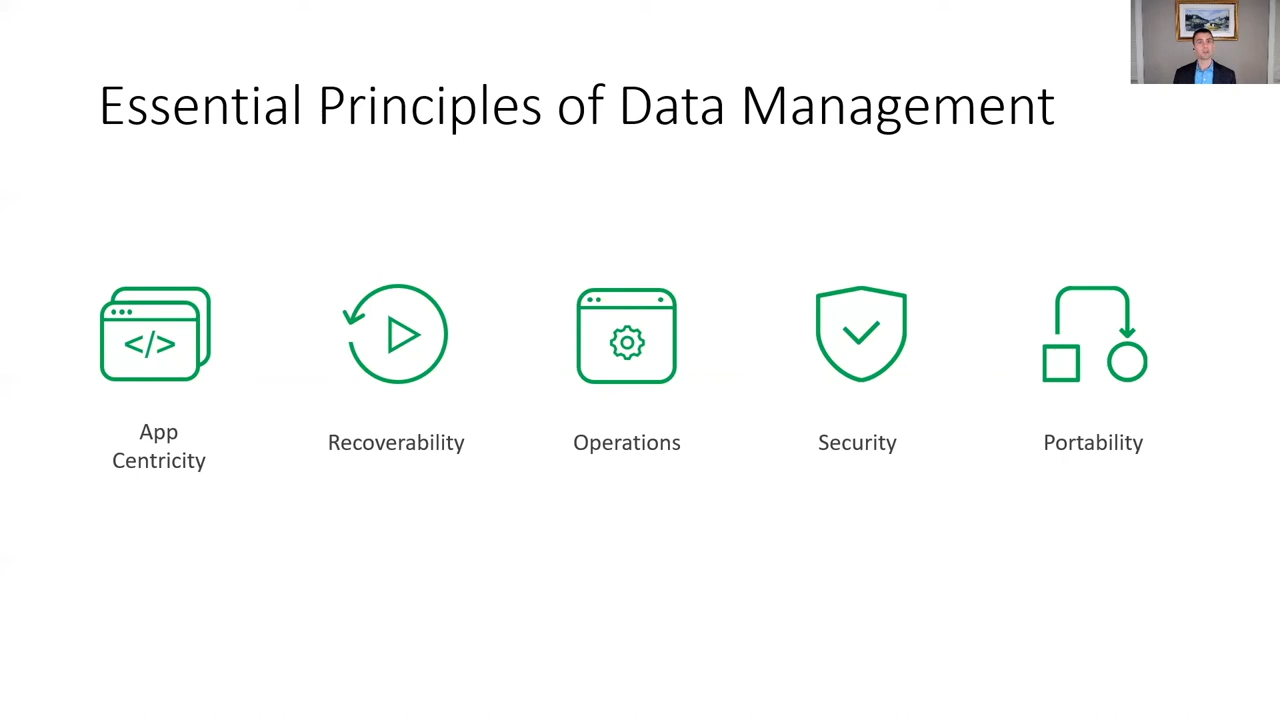 Essential Principles of Data Management
</>
App
Centricity
Recoverability
Operations
Security
Portability